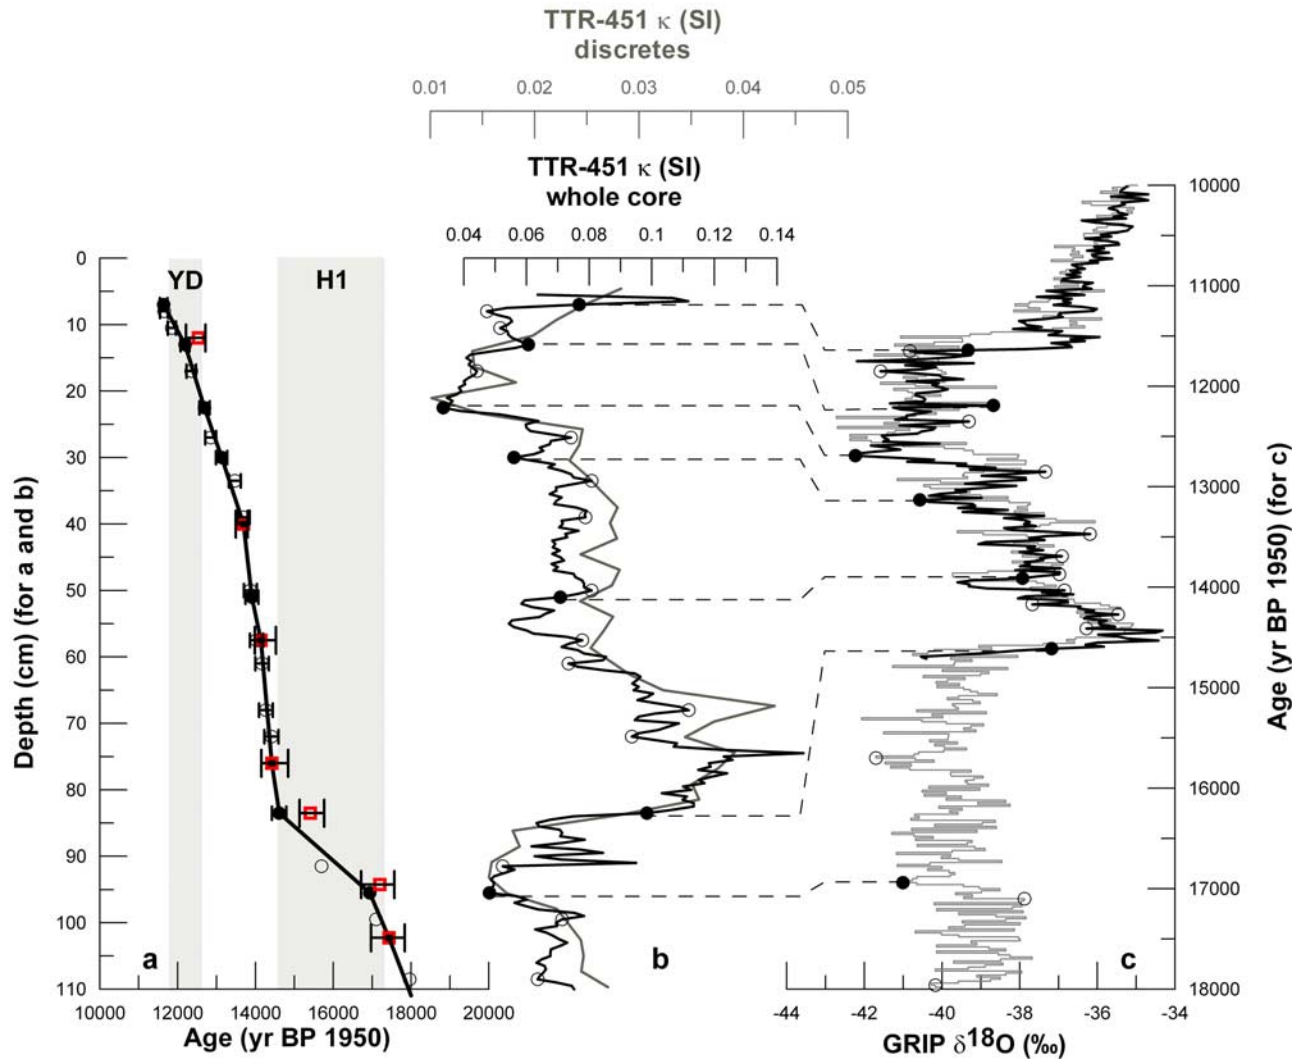 TTR-451 κ (SI)
discretes
0.01 0.02 0.03 0.04 0.05
TTR-451 κ (SI)
whole core
0.04 0.06 0.08 0.1 0.12 0.14
YD H1
Depth (cm) (for a and b)
0
10
20
30
40
50
60
70
80
90
100
110
a
b
c
10000 12000 14000 16000 18000 20000
Age (yr BP 1950)
10000
11000
12000
13000
14000
15000
16000
17000
18000
Age (yr BP 1950) (for c)
-44 -42 -40 -38 -36 -34
GRIP δ18O (‰)